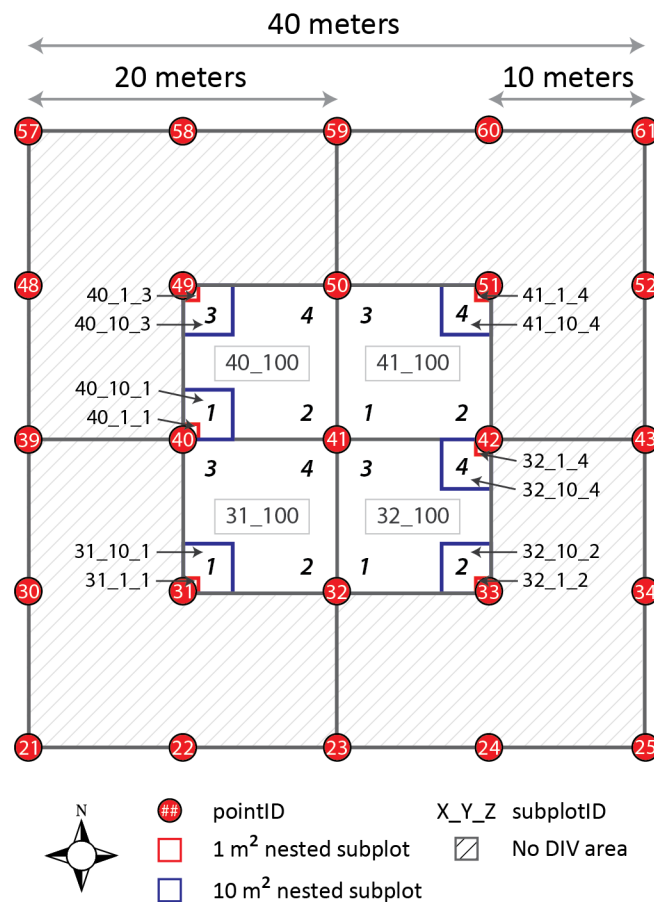 40 meters
20 meters 10 meters
57 58 59 60 61
48 49 50 51 52
40_1_3 41_1_4
40_10_3 3 4 3 4 41_10_4
40_100 41_100
40_10_1
40_1_1 1 2 1 2
39 40 41 42 43
3 4 3 4 32_1_4
32_10_4
31_100 32_100
31_10_1 32_10_2
31_1_1 1 2 1 2 32_1_2
30 31 32 33 34
21 22 23 24 25
N
## pointID X_Y_Z subplotID
1 m² nested subplot No DIV area
10 m² nested subplot